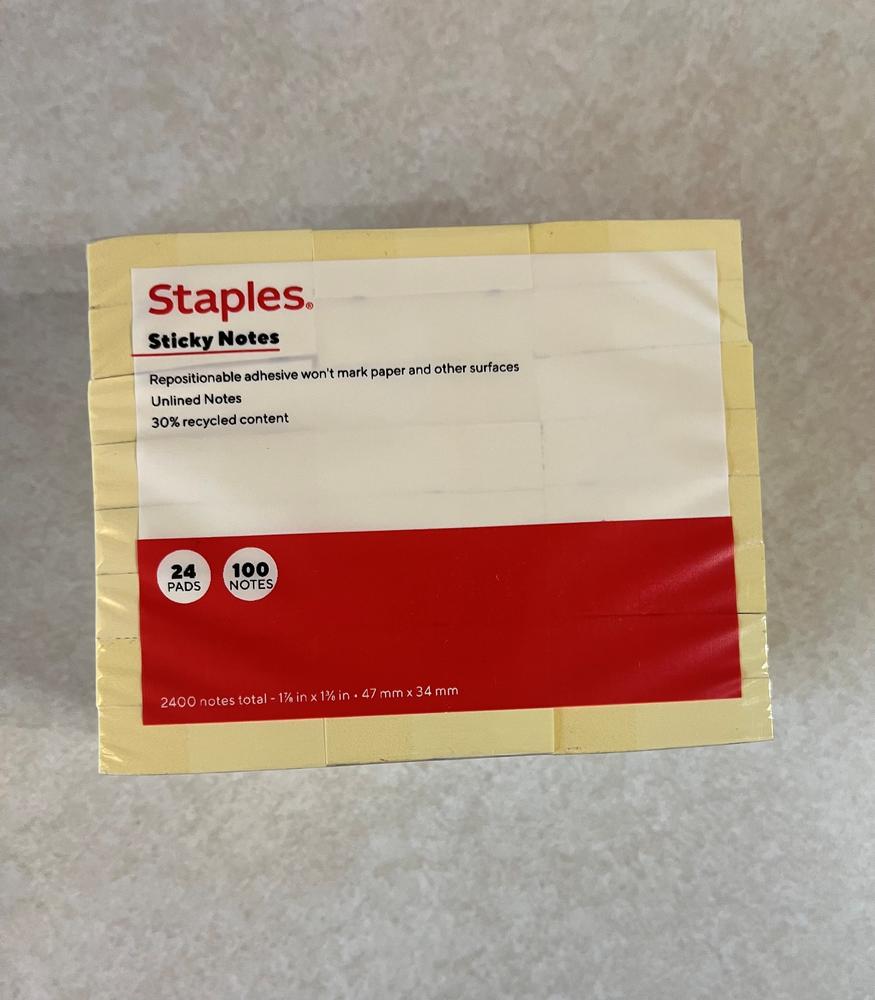 Staples®
Sticky Notes
Repositionable adhesive won't mark paper and other surfaces
Unlined Notes
30% recycled content
24 100
PADS NOTES
2400 notes total - 1⅞ in x 1⅜ in • 47 mm x 34 mm